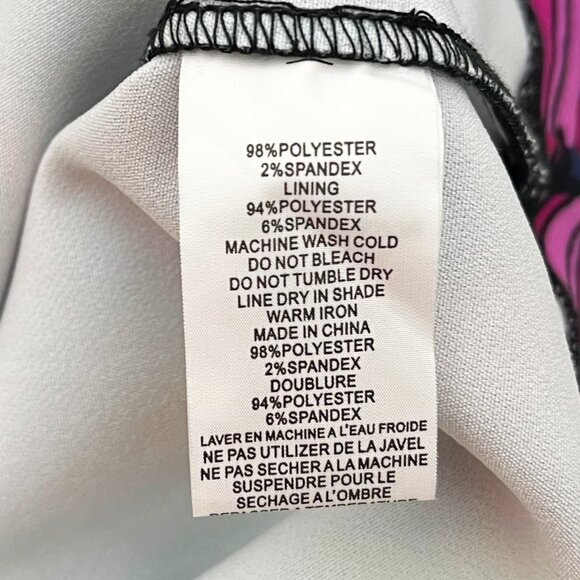 98%POLYESTER
2%SPANDEX
LINING
94%POLYESTER
6%SPANDEX
MACHINE WASH COLD
DO NOT BLEACH
DO NOT TUMBLE DRY
LINE DRY IN SHADE
WARM IRON
MADE IN CHINA
98%POLYESTER
2%SPANDEX
DOUBLURE
94%POLYESTER
6%SPANDEX
LAVER EN MACHINE A L'EAU FROIDE
NE PAS UTILIZER DE LA JAVEL
NE PAS SECHER A LA MACHINE
SUSPENDRE POUR LE
SECHAGE A L'OMBRE